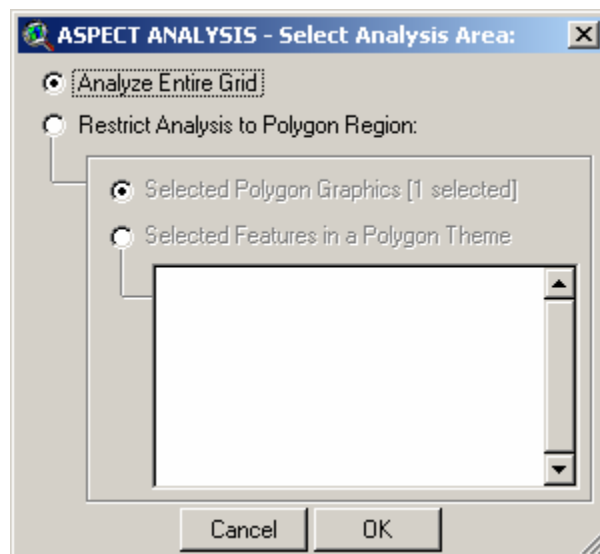 ASPECT ANALYSIS - Select Analysis Area:
Analyze Entire Grid
Restrict Analysis to Polygon Region:
Selected Polygon Graphics [1 selected]
Selected Features in a Polygon Theme
Cancel OK